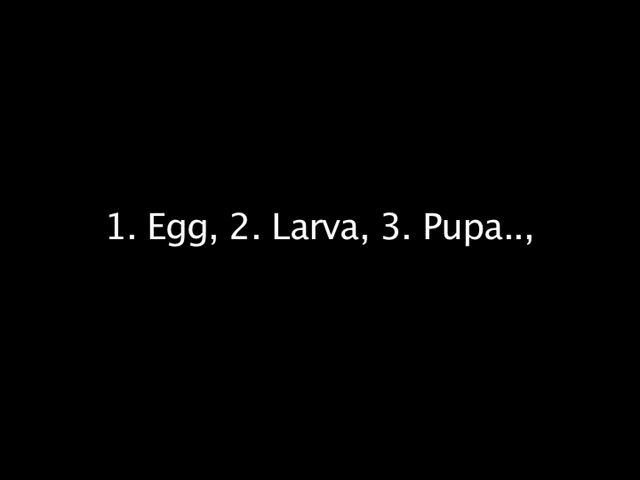 1. Egg, 2. Larva, 3. Pupa..,